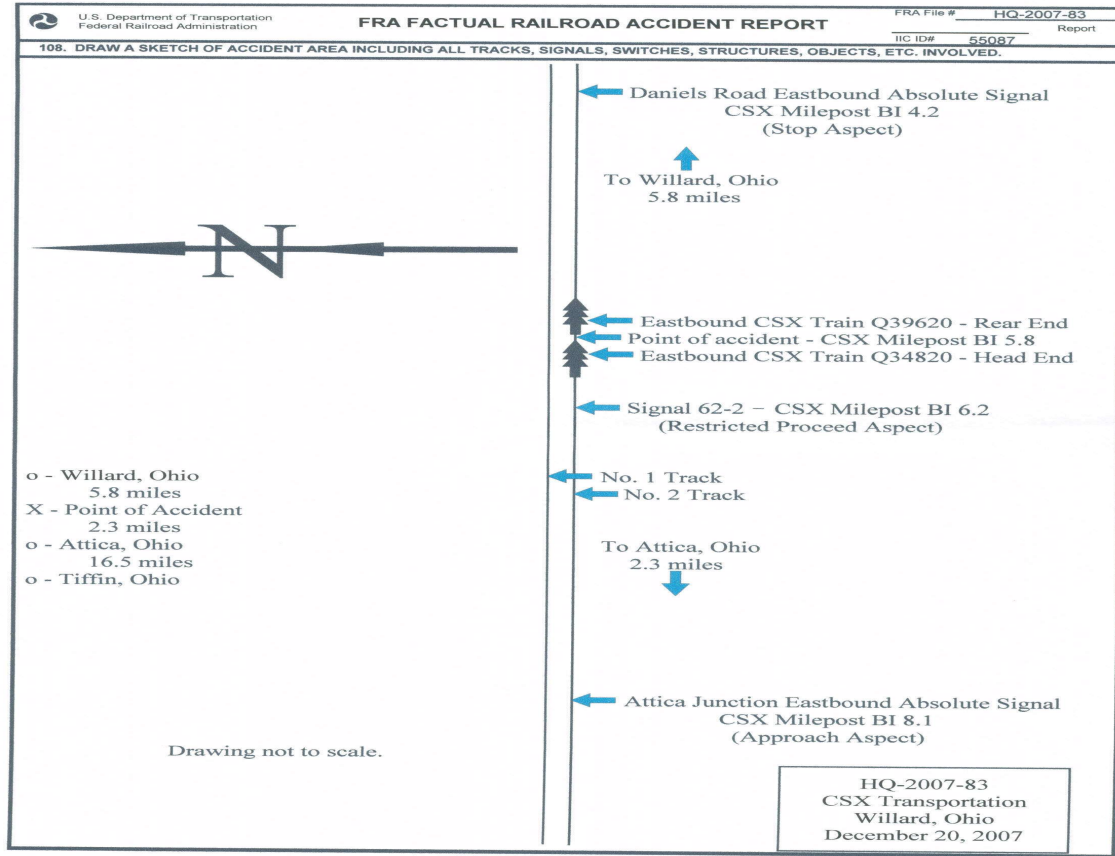 U.S. Department of Transportation
Federal Railroad Administration
FRA FACTUAL RAILROAD ACCIDENT REPORT
FRA File # HQ-2007-83
Report
IIC ID# 55087
108. DRAW A SKETCH OF ACCIDENT AREA INCLUDING ALL TRACKS, SIGNALS, SWITCHES, STRUCTURES, OBJECTS, ETC. INVOLVED.
Daniels Road Eastbound Absolute Signal
CSX Milepost BI 4.2
(Stop Aspect)
To Willard, Ohio
5.8 miles
N
Eastbound CSX Train Q39620 - Rear End
Point of accident - CSX Milepost BI 5.8
Eastbound CSX Train Q34820 - Head End
Signal 62-2 - CSX Milepost BI 6.2
(Restricted Proceed Aspect)
No. 1 Track
No. 2 Track
o - Willard, Ohio
5.8 miles
X - Point of Accident
2.3 miles
o - Attica, Ohio
16.5 miles
o - Tiffin, Ohio
To Attica, Ohio
2.3 miles
Attica Junction Eastbound Absolute Signal
CSX Milepost BI 8.1
(Approach Aspect)
Drawing not to scale.
HQ-2007-83
CSX Transportation
Willard, Ohio
December 20, 2007